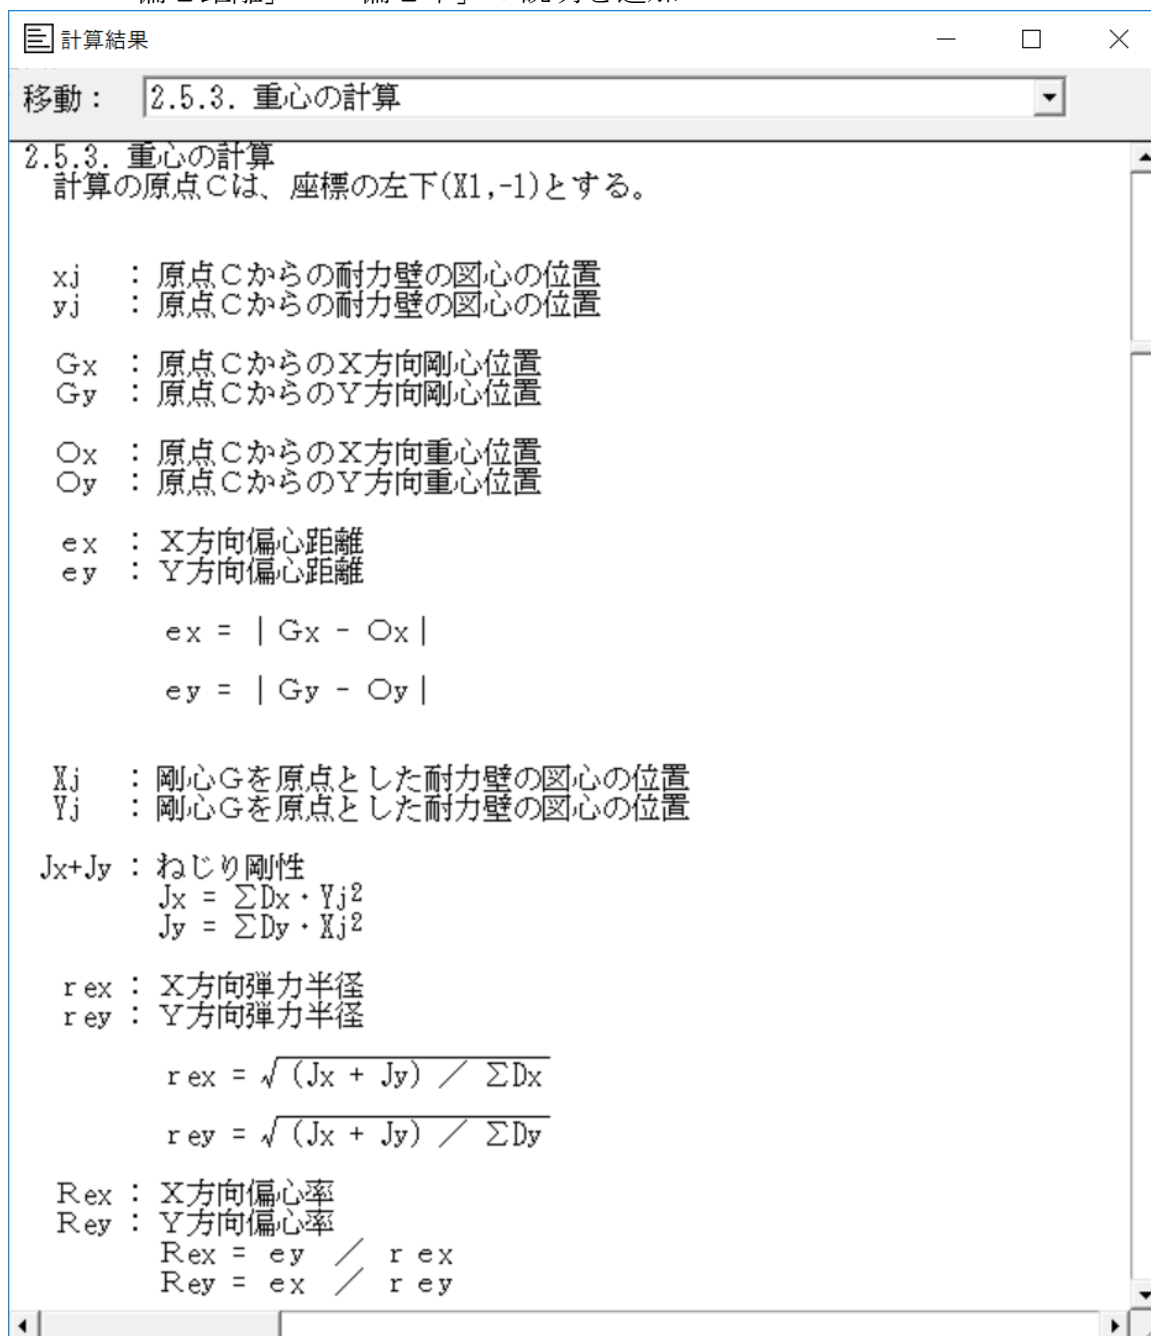 計算結果
移動： 2.5.3. 重心の計算
2.5.3. 重心の計算
計算の原点Ｃは、座標の左下(X1,-1)とする。
xj ：原点Ｃからの耐力壁の図心の位置
yj ：原点Ｃからの耐力壁の図心の位置
Ｇx ：原点ＣからのＸ方向剛心位置
Ｇy ：原点ＣからのＹ方向剛心位置
Ｏx ：原点ＣからのＸ方向重心位置
Ｏy ：原点ＣからのＹ方向重心位置
ｅx ：Ｘ方向偏心距離
ｅy ：Ｙ方向偏心距離
ｅx = ｜Ｇx - Ｏx｜
ｅy = ｜Ｇy - Ｏy｜
Xj ：剛心Ｇを原点とした耐力壁の図心の位置
Yj ：剛心Ｇを原点とした耐力壁の図心の位置
Jx+Jy ：ねじり剛性
Jx = ΣDx・Yj²
Jy = ΣDy・Xj²
ｒex ：Ｘ方向弾力半径
ｒey ：Ｙ方向弾力半径
ｒex = √(Jx + Jy) ／ ΣDx
ｒey = √(Jx + Jy) ／ ΣDy
Ｒex ：Ｘ方向偏心率
Ｒey ：Ｙ方向偏心率
Ｒex = ｅy ／ ｒex
Ｒey = ｅx ／ ｒey